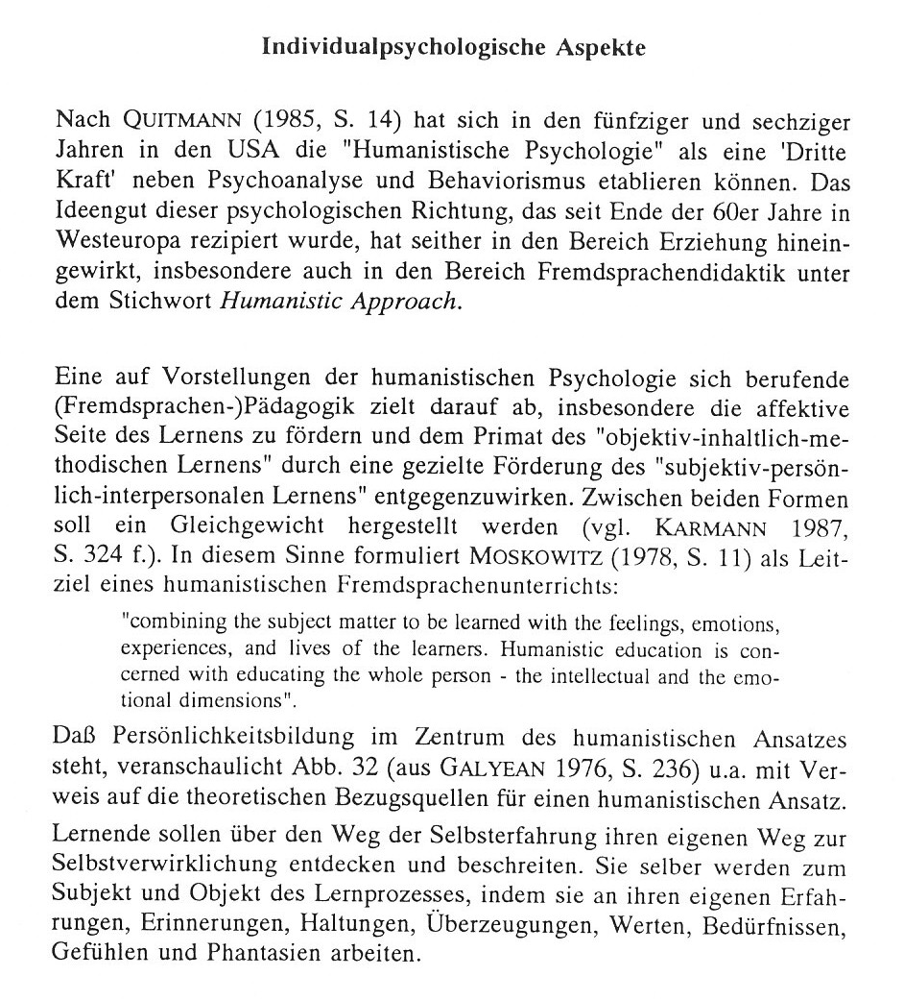 Individualpsychologische Aspekte
Nach QUITMANN (1985, S. 14) hat sich in den fünfziger und sechziger
Jahren in den USA die "Humanistische Psychologie" als eine 'Dritte
Kraft' neben Psychoanalyse und Behaviorismus etablieren können. Das
Ideengut dieser psychologischen Richtung, das seit Ende der 60er Jahre in
Westeuropa rezipiert wurde, hat seither in den Bereich Erziehung hinein-
gewirkt, insbesondere auch in den Bereich Fremdsprachendidaktik unter
dem Stichwort Humanistic Approach.
Eine auf Vorstellungen der humanistischen Psychologie sich berufende
(Fremdsprachen-)Pädagogik zielt darauf ab, insbesondere die affektive
Seite des Lernens zu fördern und dem Primat des "objektiv-inhaltlich-me-
thodischen Lernens" durch eine gezielte Förderung des "subjektiv-persön-
lich-interpersonalen Lernens" entgegenzuwirken. Zwischen beiden Formen
soll ein Gleichgewicht hergestellt werden (vgl. KARMANN 1987,
S. 324 f.). In diesem Sinne formuliert MOSKOWITZ (1978, S. 11) als Leit-
ziel eines humanistischen Fremdsprachenunterrichts:
"combining the subject matter to be learned with the feelings, emotions,
experiences, and lives of the learners. Humanistic education is con-
cerned with educating the whole person - the intellectual and the emo-
tional dimensions".
Daß Persönlichkeitsbildung im Zentrum des humanistischen Ansatzes
steht, veranschaulicht Abb. 32 (aus GALYEAN 1976, S. 236) u.a. mit Ver-
weis auf die theoretischen Bezugsquellen für einen humanistischen Ansatz.
Lernende sollen über den Weg der Selbsterfahrung ihren eigenen Weg zur
Selbstverwirklichung entdecken und beschreiten. Sie selber werden zum
Subjekt und Objekt des Lernprozesses, indem sie an ihren eigenen Erfah-
rungen, Erinnerungen, Haltungen, Überzeugungen, Werten, Bedürfnissen,
Gefühlen und Phantasien arbeiten.